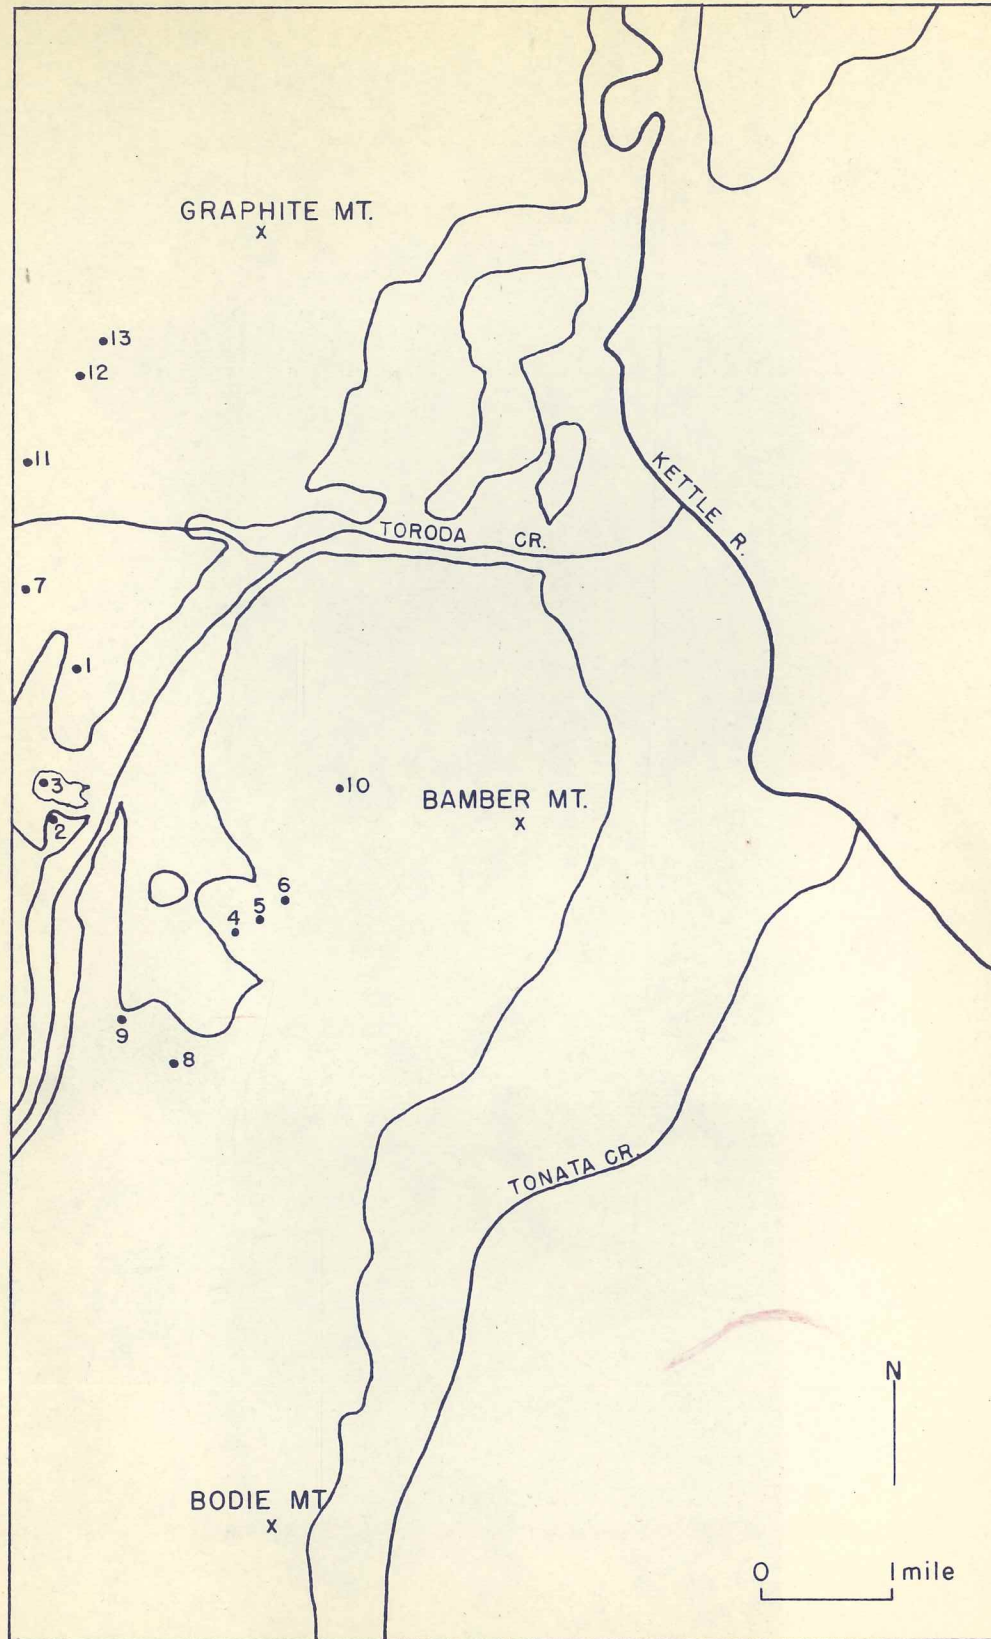 GRAPHITE MT.
x
13
12
11
KETTLE R.
TORODA CR.
7
1
3
2
10
BAMBER MT.
x
6
5
4
9
8
TONATA CR.
N
BODIE MT
x
0 1 mile